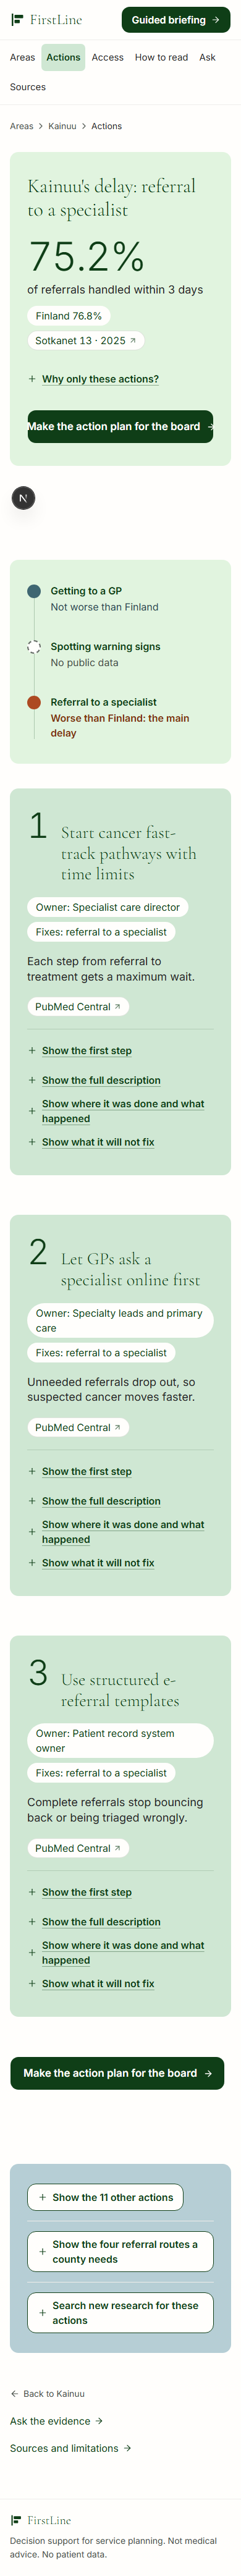 FirstLine
Guided briefing →
Areas Actions Access How to read Ask
Sources
Areas > Kainuu > Actions
Kainuu's delay: referral
to a specialist
75.2%
of referrals handled within 3 days
Finland 76.8%
Sotkanet 13 · 2025 ↗
+ Why only these actions?
Make the action plan for the board →
N
Getting to a GP
Not worse than Finland
Spotting warning signs
No public data
Referral to a specialist
Worse than Finland: the main
delay
1
Start cancer fast-
track pathways with
time limits
Owner: Specialist care director
Fixes: referral to a specialist
Each step from referral to
treatment gets a maximum wait.
PubMed Central ↗
+ Show the first step
+ Show the full description
+ Show where it was done and what
happened
+ Show what it will not fix
2
Let GPs ask a
specialist online first
Owner: Specialty leads and primary
care
Fixes: referral to a specialist
Unneeded referrals drop out, so
suspected cancer moves faster.
PubMed Central ↗
+ Show the first step
+ Show the full description
+ Show where it was done and what
happened
+ Show what it will not fix
3
Use structured e-
referral templates
Owner: Patient record system
owner
Fixes: referral to a specialist
Complete referrals stop bouncing
back or being triaged wrongly.
PubMed Central ↗
+ Show the first step
+ Show the full description
+ Show where it was done and what
happened
+ Show what it will not fix
Make the action plan for the board →
+ Show the 11 other actions
+ Show the four referral routes a
county needs
+ Search new research for these
actions
← Back to Kainuu
Ask the evidence →
Sources and limitations →
FirstLine
Decision support for service planning. Not medical
advice. No patient data.